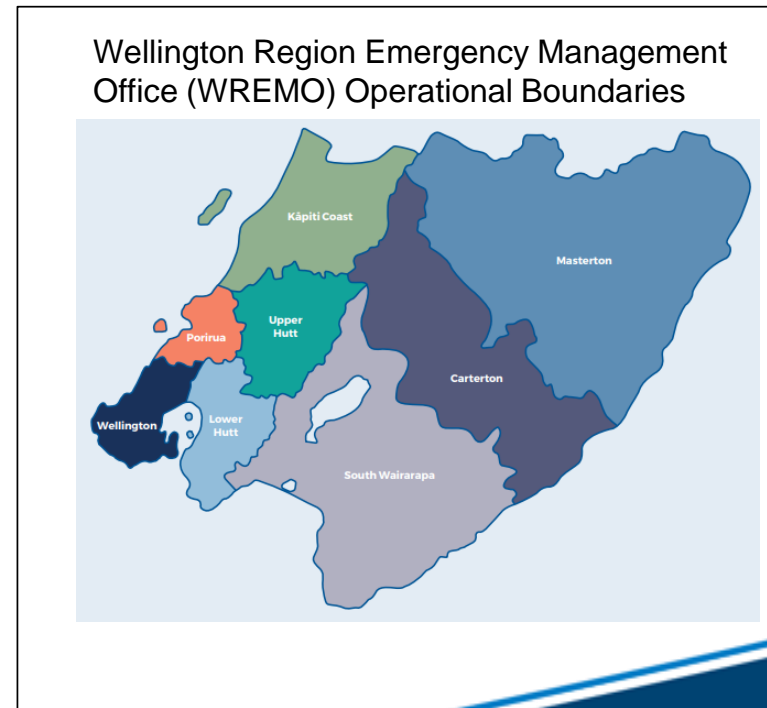 Wellington Region Emergency Management
Office (WREMO) Operational Boundaries
Kāpiti Coast
Masterton
Upper
Hutt
Porirua
Carterton
Lower
Hutt
Wellington
South Wairarapa